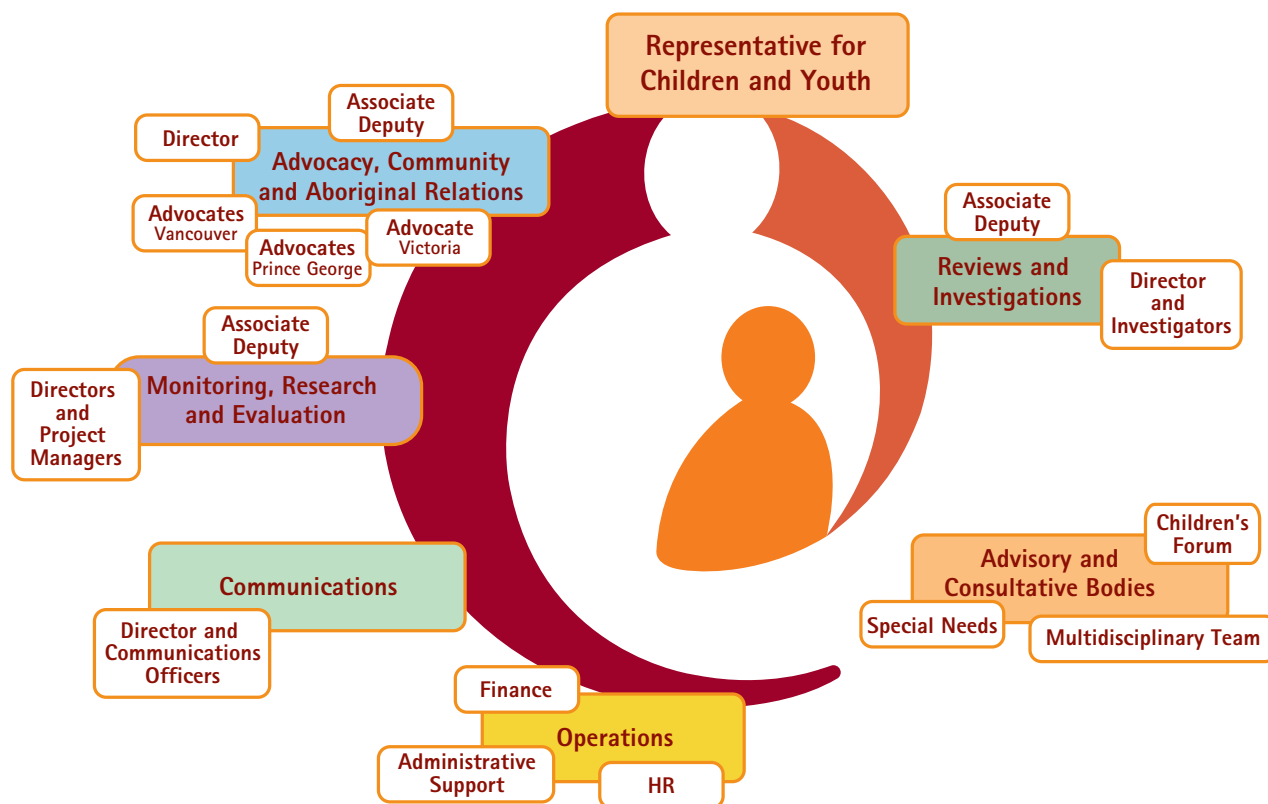 Representative for
Children and Youth
Associate
Deputy
Director
Advocacy, Community
and Aboriginal Relations
Advocates
Vancouver
Advocates
Prince George
Advocate
Victoria
Associate
Deputy
Reviews and
Investigations
Director
and
Investigators
Associate
Deputy
Monitoring, Research
and Evaluation
Directors
and
Project
Managers
Communications
Director and
Communications
Officers
Children's
Forum
Advisory and
Consultative Bodies
Special Needs
Multidisciplinary Team
Finance
Operations
Administrative
Support
HR